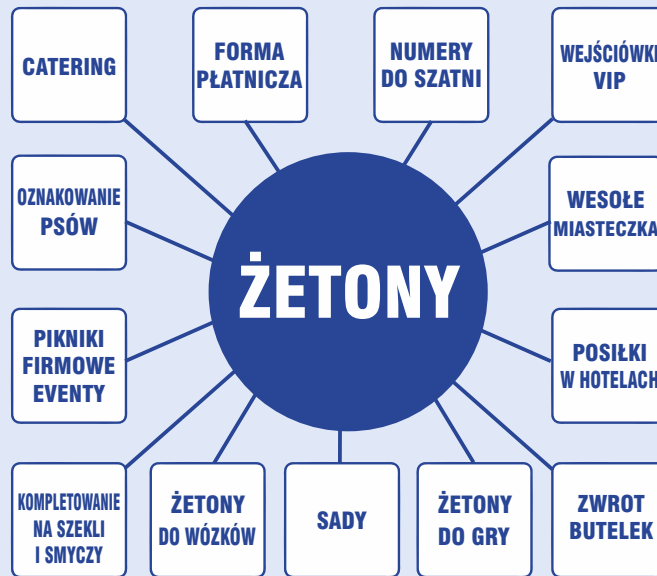 CATERING
FORMA
PŁATNICZA
NUMERY
DO SZATNI
WEJŚCIÓWKI
VIP
OZNAKOWANIE
PSÓW
WESOŁE
MIASTECZKA
ŻETONY
PIKNIKI
FIRMOWE
EVENTY
POSIŁKI
W HOTELACH
KOMPLETOWANIE
NA SZEKLI
I SMYCZY
ŻETONY
DO WÓZKÓW
SADY
ŻETONY
DO GRY
ZWROT
BUTELEK